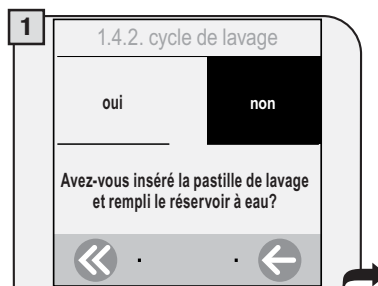 1
1.4.2. cycle de lavage
oui
non
Avez-vous inséré la pastille de lavage
et rempli le réservoir à eau?